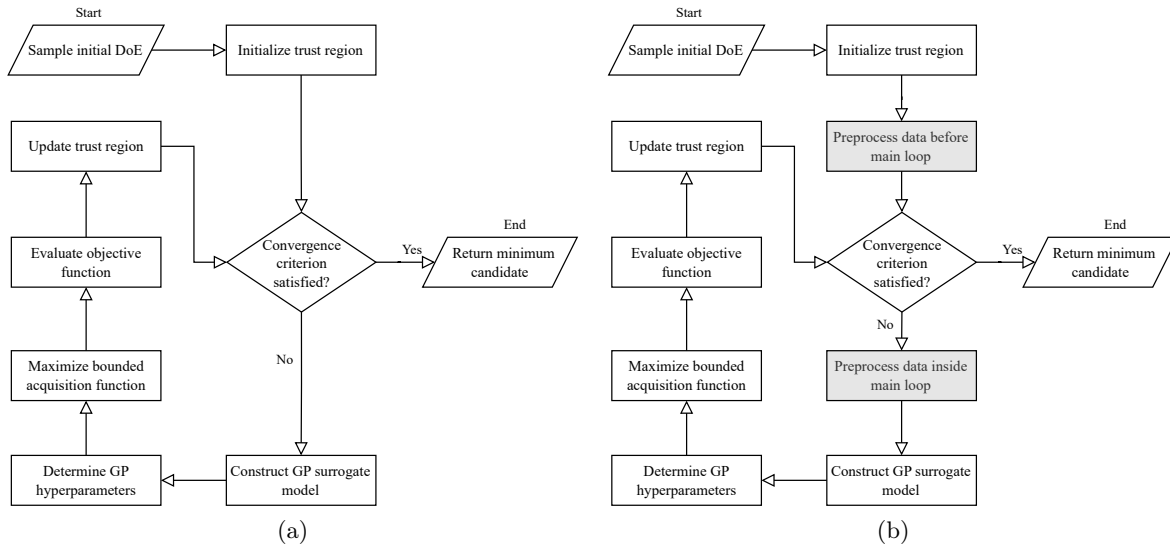 Start
Sample initial DoE
Initialize trust region
Update trust region
Convergence
criterion
satisfied?
Yes
End
Return minimum
candidate
Evaluate objective
function
No
Maximize bounded
acquisition function
Determine GP
hyperparameters
Construct GP surrogate
model
(a)
Start
Sample initial DoE
Initialize trust region
Preprocess data before
main loop
Update trust region
Convergence
criterion
satisfied?
Yes
End
Return minimum
candidate
Evaluate objective
function
No
Preprocess data inside
main loop
Maximize bounded
acquisition function
Determine GP
hyperparameters
Construct GP surrogate
model
(b)